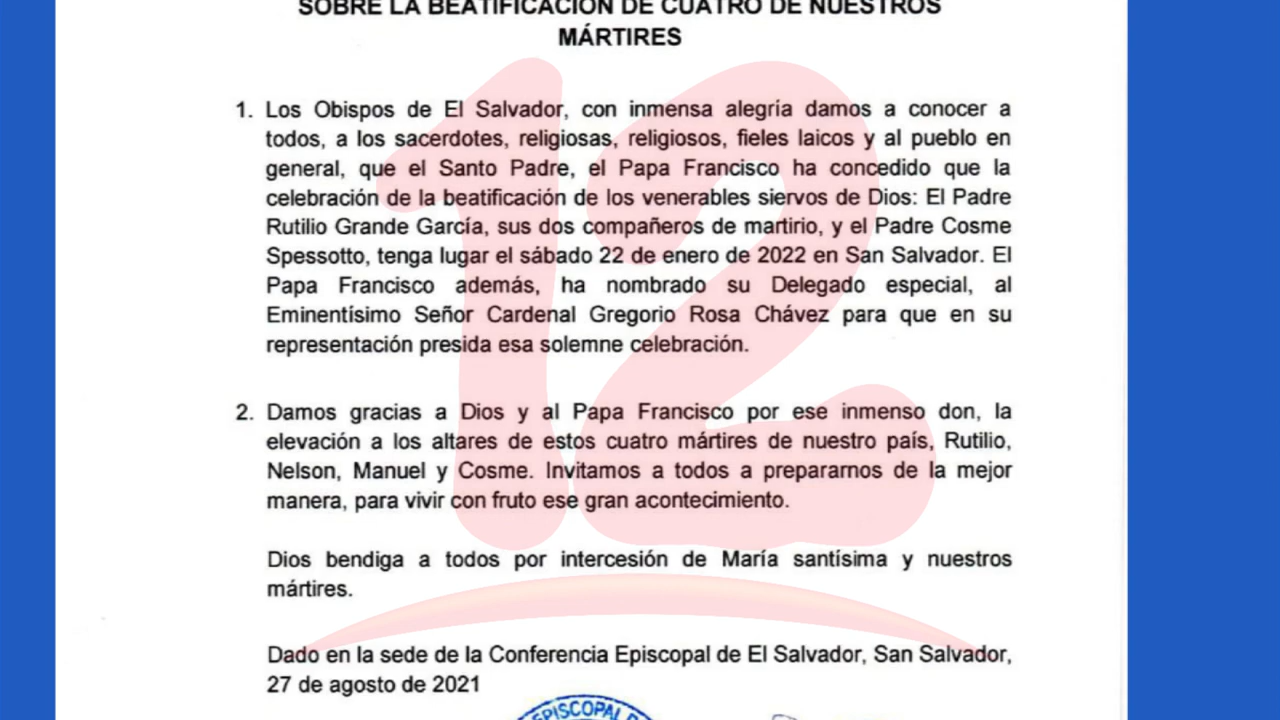 SOBRE LA BEATIFICACIÓN DE CUATRO DE NUESTROS
MÁRTIRES
1. Los Obispos de El Salvador, con inmensa alegría damos a conocer a
todos, a los sacerdotes, religiosas, religiosos, fieles laicos y al pueblo en
general, que el Santo Padre, el Papa Francisco ha concedido que la
celebración de la beatificación de los venerables siervos de Dios: El Padre
Rutilio Grande García, sus dos compañeros de martirio, y el Padre Cosme
Spessotto, tenga lugar el sábado 22 de enero de 2022 en San Salvador. El
Papa Francisco además, ha nombrado su Delegado especial, al
Eminentísimo Señor Cardenal Gregorio Rosa Chávez para que en su
representación presida esa solemne celebración.
2. Damos gracias a Dios y al Papa Francisco por ese inmenso don, la
elevación a los altares de estos cuatro mártires de nuestro país, Rutilio,
Nelson, Manuel y Cosme. Invitamos a todos a prepararnos de la mejor
manera, para vivir con fruto ese gran acontecimiento.
Dios bendiga a todos por intercesión de María santísima y nuestros
mártires.
Dado en la sede de la Conferencia Episcopal de El Salvador, San Salvador,
27 de agosto de 2021
EPISCOPAL
12